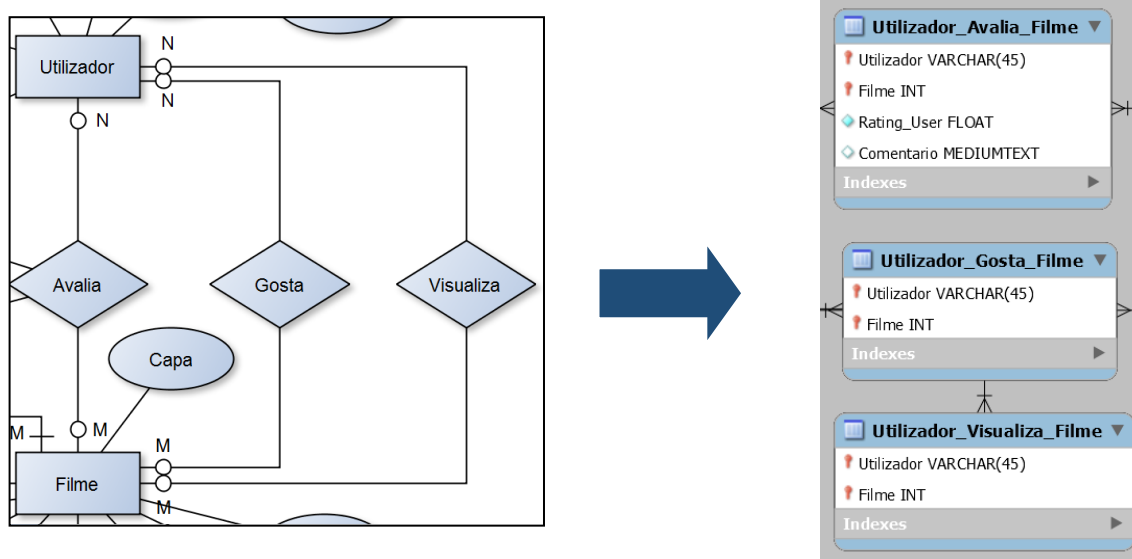 N
Utilizador
N
N
Avalia
Gosta
Visualiza
Capa
M
M
M
Filme
M
Utilizador_Avalia_Filme
Utilizador VARCHAR(45)
Filme INT
Rating_User FLOAT
Comentario MEDIUMTEXT
Indexes
Utilizador_Gosta_Filme
Utilizador VARCHAR(45)
Filme INT
Indexes
Utilizador_Visualiza_Filme
Utilizador VARCHAR(45)
Filme INT
Indexes